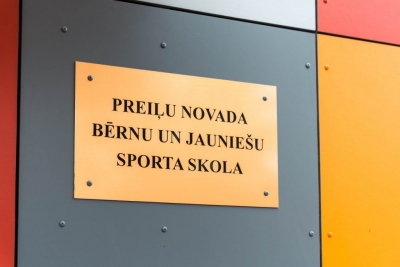 PREIĻU NOVADA
BĒRNU UN JAUNIEŠU
SPORTA SKOLA